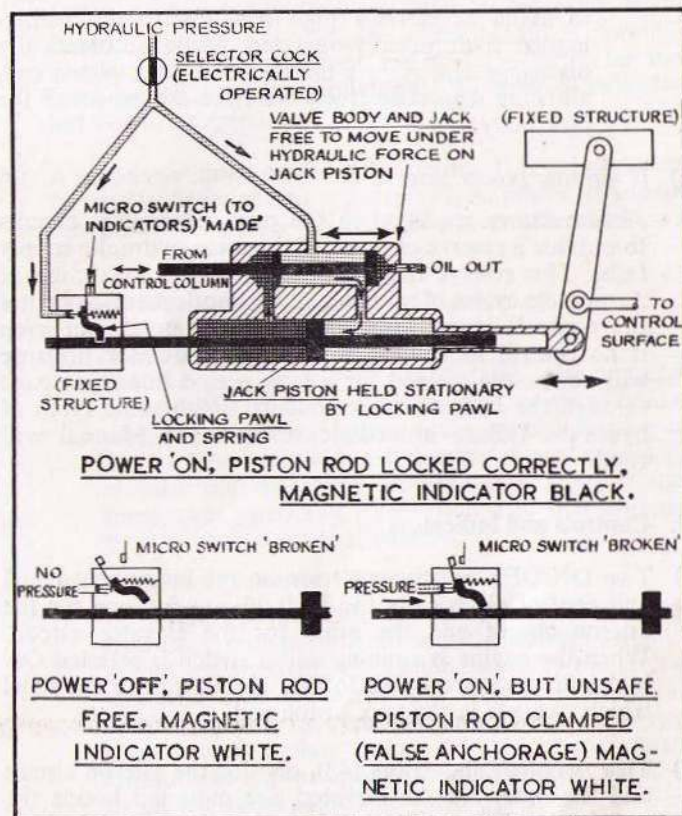 HYDRAULIC PRESSURE
SELECTOR COCK
(ELECTRICALLY
OPERATED)
VALVE BODY AND JACK
FREE TO MOVE UNDER
HYDRAULIC FORCE ON
JACK PISTON
(FIXED STRUCTURE)
MICRO SWITCH (TO
INDICATORS) "MADE"
FROM
CONTROL COLUMN
OIL OUT
TO
CONTROL
SURFACE
(FIXED
STRUCTURE)
JACK PISTON HELD STATIONARY
BY LOCKING PAWL
LOCKING PAWL
AND SPRING
POWER 'ON', PISTON ROD LOCKED CORRECTLY,
MAGNETIC INDICATOR BLACK.
MICRO SWITCH 'BROKEN'
NO
PRESSURE
POWER 'OFF', PISTON ROD
FREE. MAGNETIC
INDICATOR WHITE.
MICRO SWITCH 'BROKEN'
PRESSURE
POWER 'ON', BUT UNSAFE
PISTON ROD CLAMPED
(FALSE ANCHORAGE) MAG-
NETIC INDICATOR WHITE.